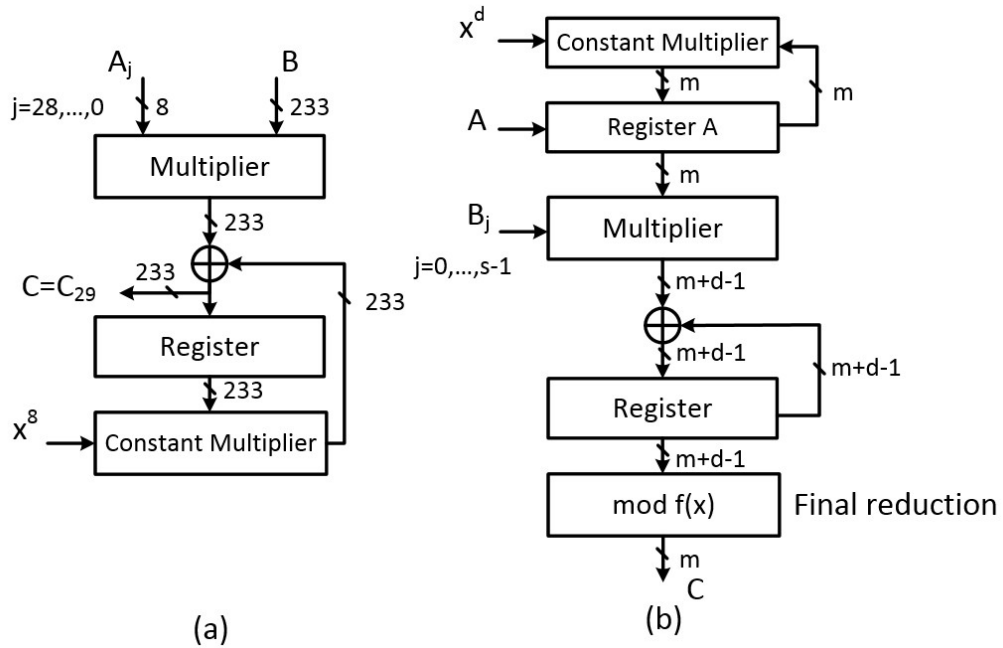 A_j
B
j=28,...,0
8
233
Multiplier
233
233
C=C_29
233
Register
233
x^8
Constant Multiplier
(a)
x^d
Constant Multiplier
m
m
A
Register A
m
B_j
Multiplier
j=0,...,s-1
m+d-1
m+d-1
m+d-1
Register
m+d-1
mod f(x)
Final reduction
m
C
(b)